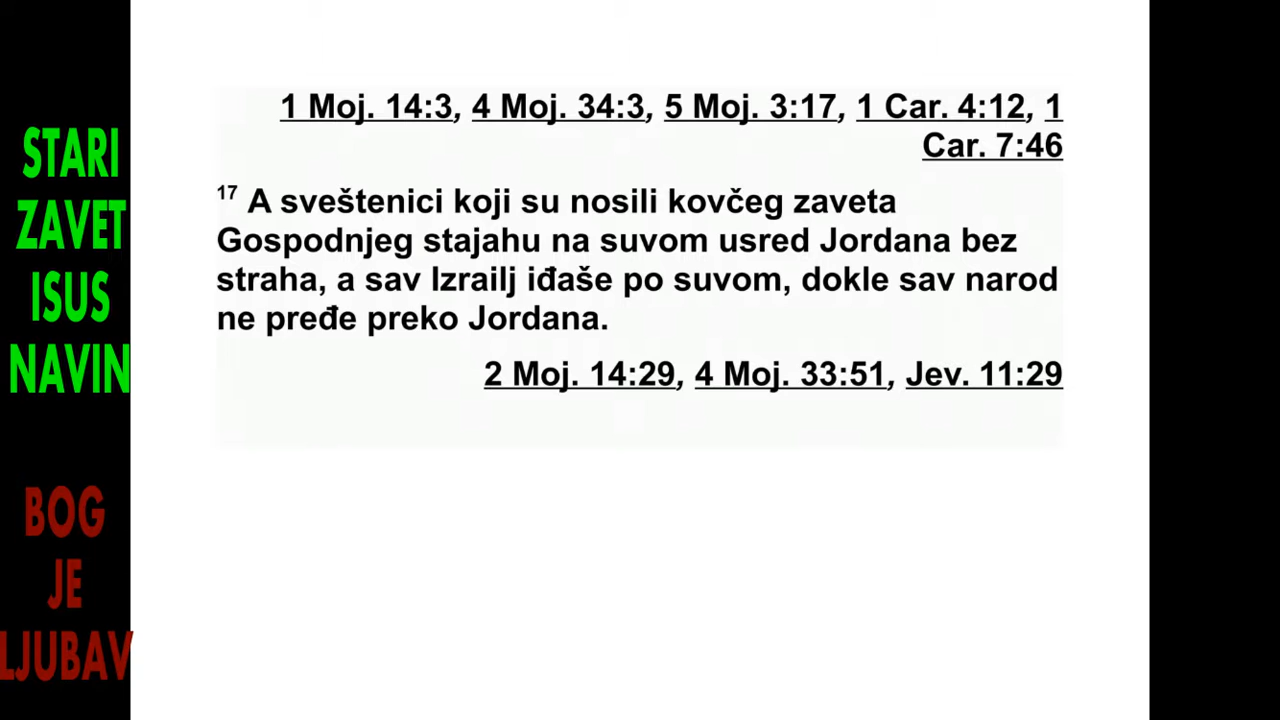 STARI
ZAVET
ISUS
NAVIN
BOG
JE
LJUBAV
1 Moj. 14:3, 4 Moj. 34:3, 5 Moj. 3:17, 1 Car. 4:12, 1
Car. 7:46
17 A sveštenici koji su nosili kovčeg zaveta
Gospodnjeg stajahu na suvom usred Jordana bez
straha, a sav Izrailj iđaše po suvom, dokle sav narod
ne pređe preko Jordana.
2 Moj. 14:29, 4 Moj. 33:51, Jev. 11:29